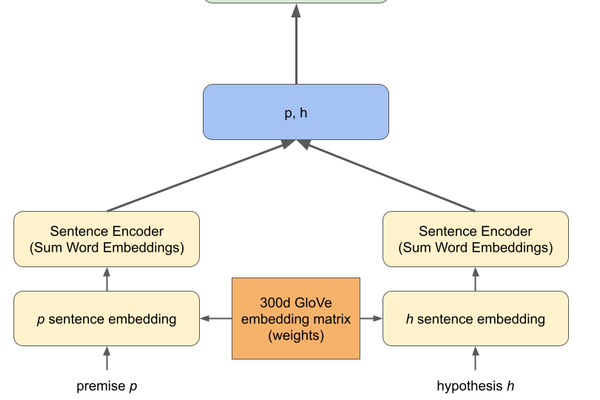 p, h
Sentence Encoder
(Sum Word Embeddings)
Sentence Encoder
(Sum Word Embeddings)
p sentence embedding
300d GloVe
embedding matrix
(weights)
h sentence embedding
premise p
hypothesis h